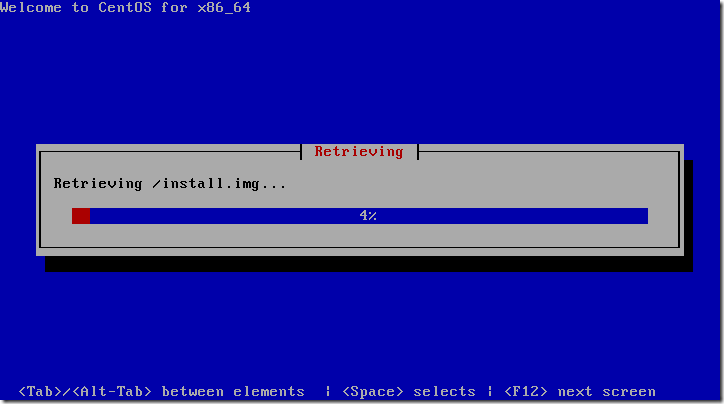 Welcome to CentOS for x86_64
Retrieving
Retrieving /install.img...
4%
<Tab>/<Alt-Tab> between elements | <Space> selects | <F12> next screen